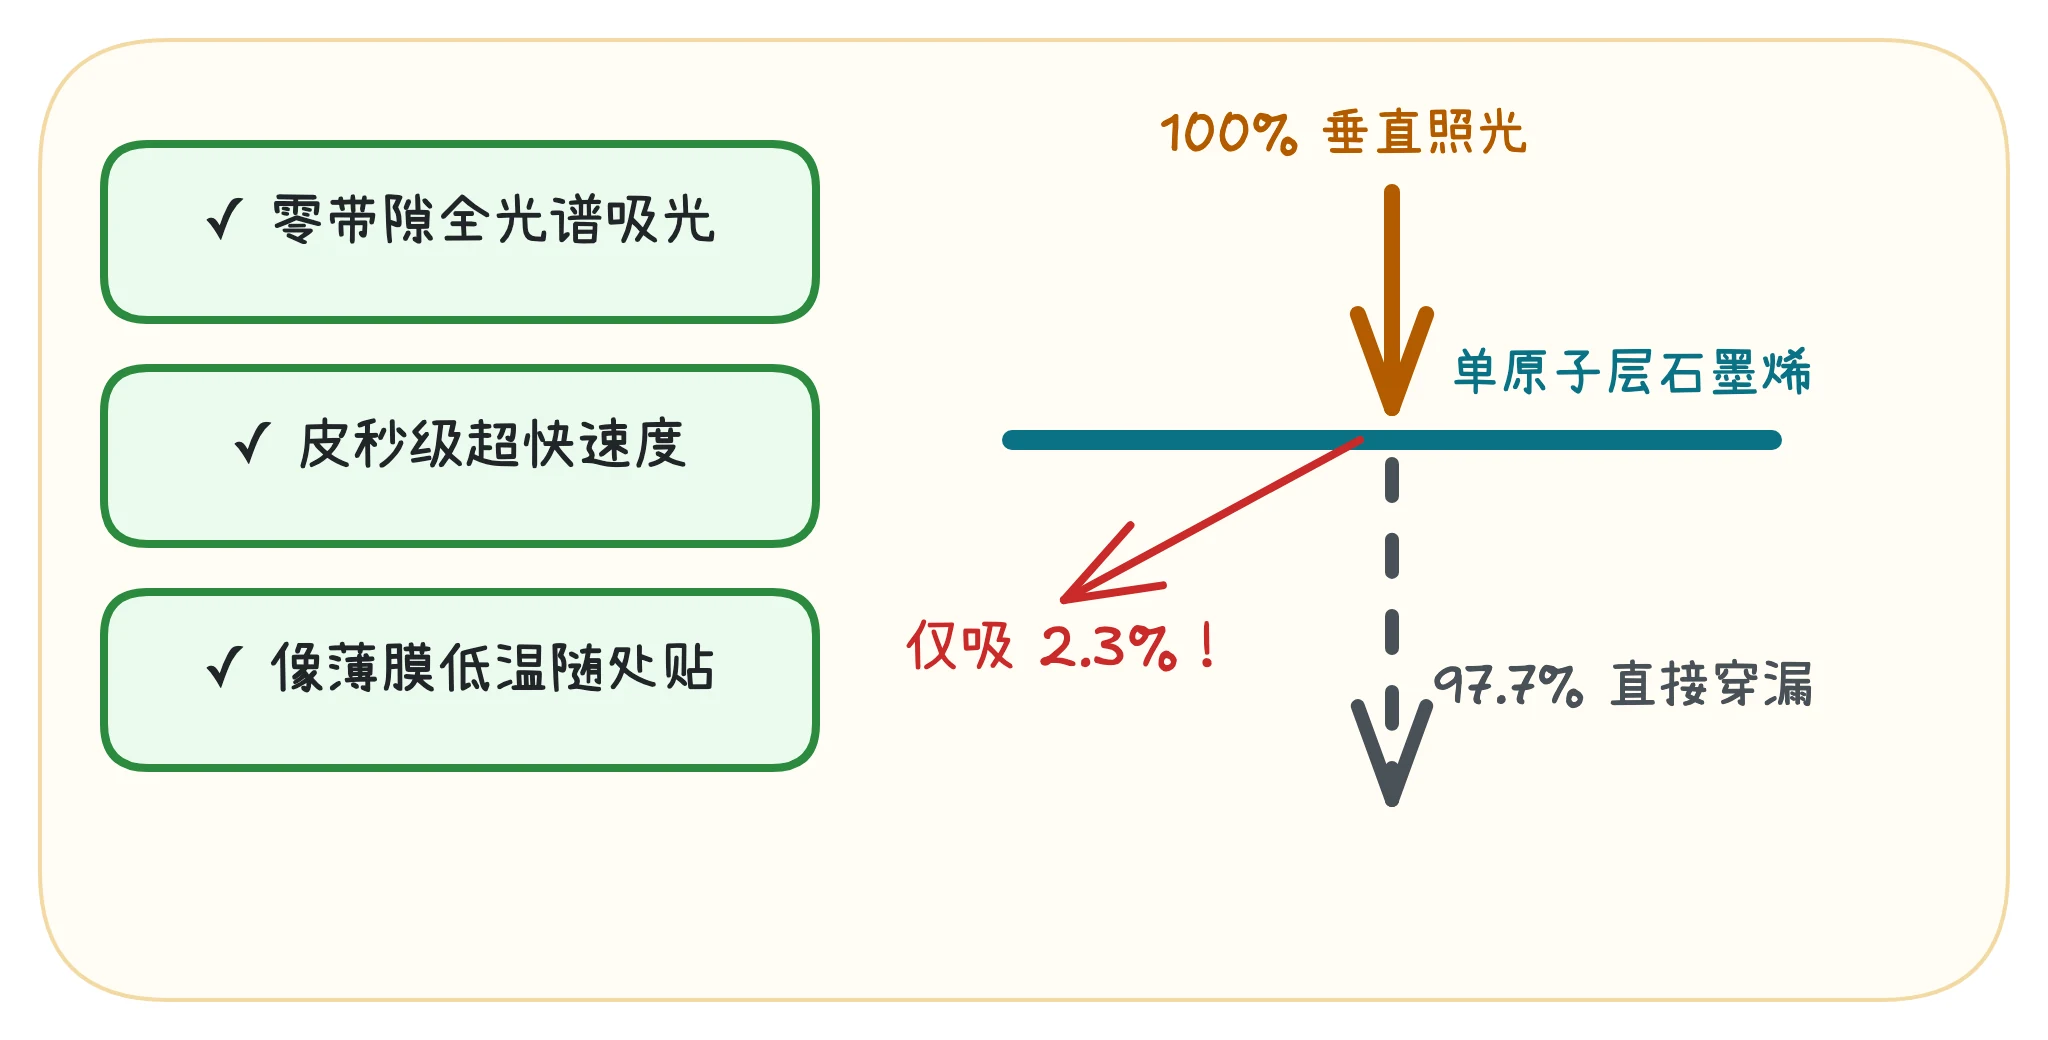 ✓ 零带隙全光谱吸光
✓ 皮秒级超快速度
✓ 像薄膜低温随处贴
100% 垂直照光
单原子层石墨烯
仅吸 2.3%！
97.7% 直接穿漏